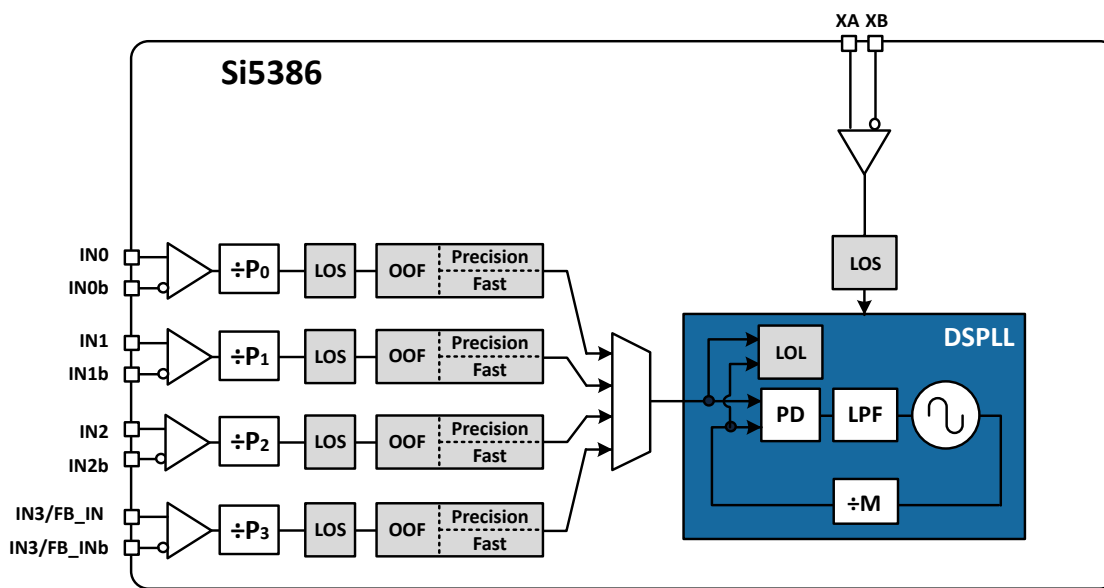 XA XB
Si5386
IN0
IN0b
÷P0
LOS
OOF
Precision
Fast
IN1
IN1b
÷P1
LOS
OOF
Precision
Fast
IN2
IN2b
÷P2
LOS
OOF
Precision
Fast
IN3/FB_IN
IN3/FB_INb
÷P3
LOS
OOF
Precision
Fast
LOS
DSPLL
LOL
PD
LPF
÷M